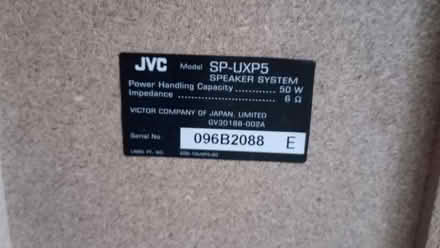 JVC Model SP-UXP5
SPEAKER SYSTEM
Power Handling Capacity 50 W
Impedance 6 Ω
VICTOR COMPANY OF JAPAN, LIMITED
GV30188-002A
Serial No. 096B2088 E